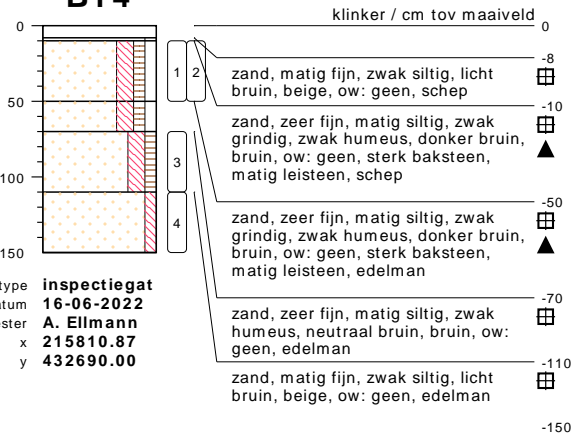 klinker / cm tov maaiveld
0
0
-8
zand, matig fijn, zwak siltig, licht
bruin, beige, ow: geen, schep
-10
zand, zeer fijn, matig siltig, zwak
grindig, zwak humeus, donker bruin,
bruin, ow: geen, sterk baksteen,
matig leisteen, schep
-50
zand, zeer fijn, matig siltig, zwak
grindig, zwak humeus, donker bruin,
bruin, ow: geen, sterk baksteen,
matig leisteen, edelman
-70
zand, zeer fijn, matig siltig, zwak
humeus, neutraal bruin, bruin, ow:
geen, edelman
-110
zand, matig fijn, zwak siltig, licht
bruin, beige, ow: geen, edelman
-150
50
100
150
1 2
3
4
type inspectiegat
atum 16-06-2022
ester A. Ellmann
x 215810.87
y 432690.00